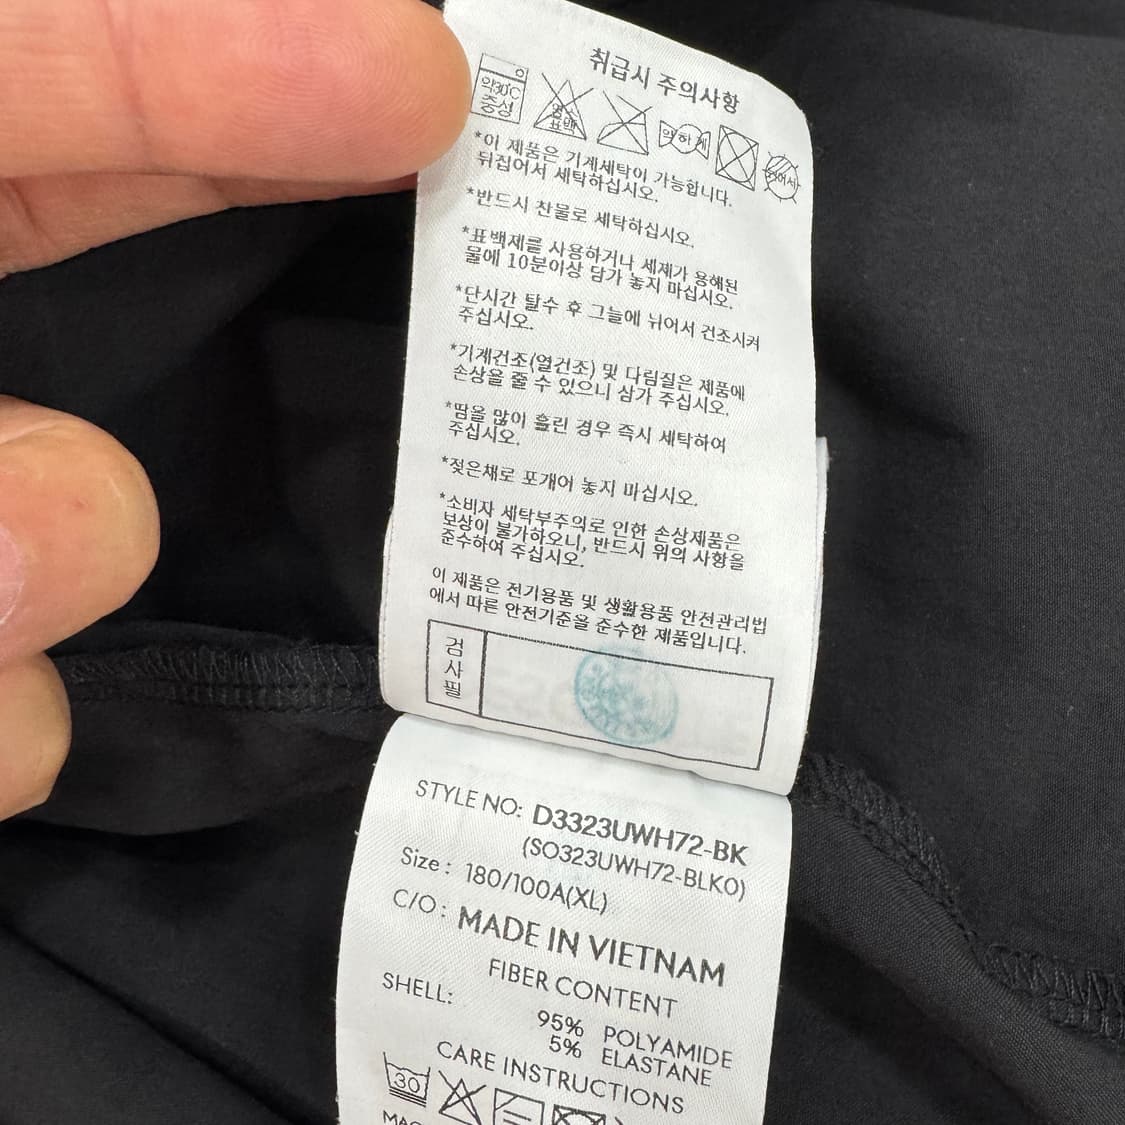 취급시 주의사항
약30℃
중성
염소
표백
약하게
*이 제품은 기계세탁이 가능합니다.
뒤집어서 세탁하십시오.
*반드시 찬물로 세탁하십시오.
*표백제를 사용하거나 세제가 용해된
물에 10분이상 담가 놓지 마십시오.
*단시간 탈수 후 그늘에 뉘어서 건조시켜
주십시오.
*기계건조(열건조) 및 다림질은 제품에
손상을 줄 수 있으니 삼가 주십시오.
*땀을 많이 흘린 경우 즉시 세탁하여
주십시오.
*젖은채로 포개어 놓지 마십시오.
*소비자 세탁부주의로 인한 손상제품은
보상이 불가하오니, 반드시 위의 사항을
준수하여 주십시오.
이 제품은 전기용품 및 생활용품 안전관리법
에서 따른 안전기준을 준수한 제품입니다.
검사필
STYLE NO: D3323UWH72-BK
(SO323UWH72-BLK0)
Size : 180/100A(XL)
C/O : MADE IN VIETNAM
FIBER CONTENT
SHELL:
95% POLYAMIDE
5% ELASTANE
CARE INSTRUCTIONS
30